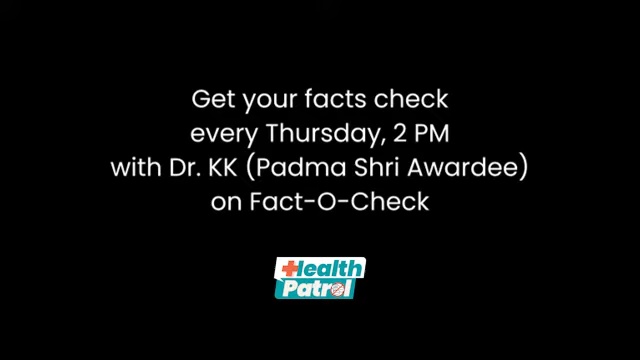 Get your facts check
every Thursday, 2 PM
with Dr. KK (Padma Shri Awardee)
on Fact-O-Check
Health
Patrol